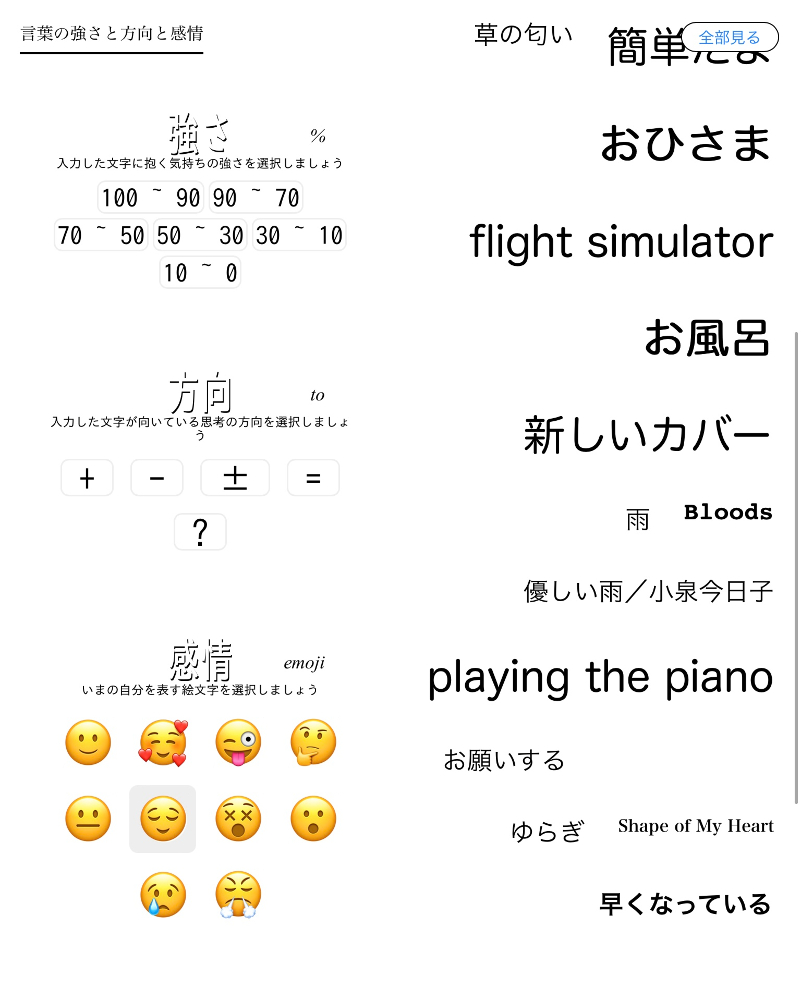 言葉の強さと方向と感情
強さ %
入力した文字に抱く気持ちの強さを選択しましょう
100 ~ 90 90 ~ 70
70 ~ 50 50 ~ 30 30 ~ 10
10 ~ 0
方向 to
入力した文字が向いている思考の方向を選択しましょ
う
+ − ± =
?
感情 emoji
いまの自分を表す絵文字を選択しましょう
草の匂い 簡単
全部見る
おひさま
flight simulator
お風呂
新しいカバー
雨 Bloods
優しい雨／小泉今日子
playing the piano
お願いする
ゆらぎ Shape of My Heart
早くなっている